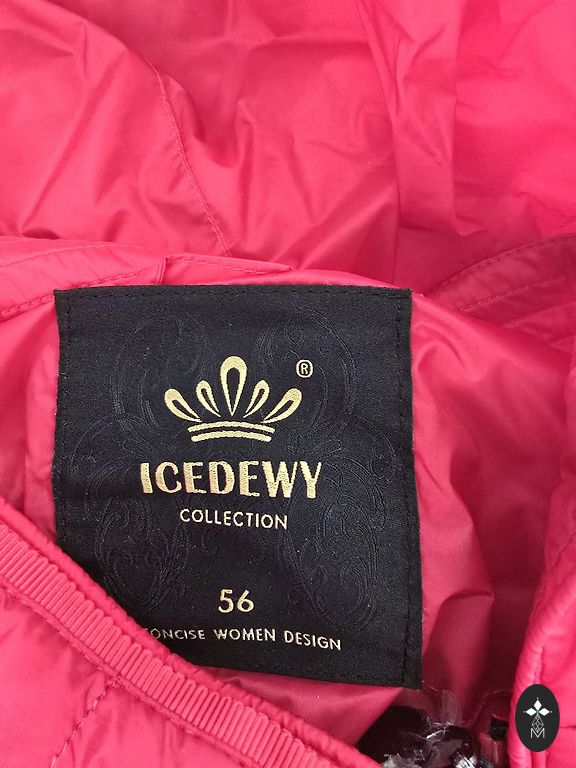 ®
ICEDEWY
COLLECTION
56
CONCISE WOMEN DESIGN
M